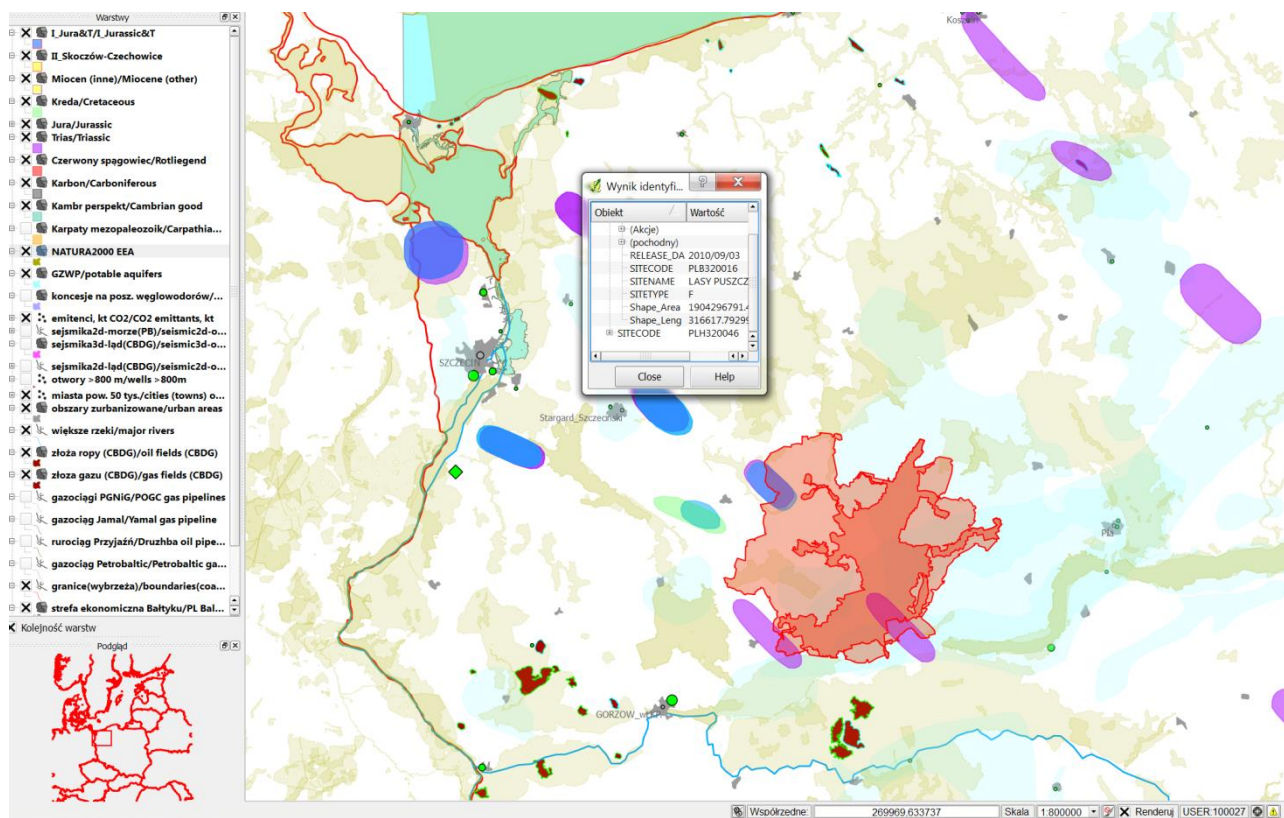 Warstwy
I_Jura&T/I_Jurassic&T
II_Skoczów-Czechowice
Miocen (inne)/Miocene (other)
Kreda/Cretaceous
Jura/Jurassic
Trias/Triassic
Czerwony spągowiec/Rotliegend
Karbon/Carboniferous
Kambr perspekt/Cambrian good
Karpaty mezopaleozoik/Carpathia...
NATURA2000 EEA
GZWP/potable aquifers
koncesje na posz. węglowodorów/...
emitenci, kt CO2/CO2 emittants, kt
sejsmika2d-morze(PB)/seismic2d-o...
sejsmika3d-ląd(CBDG)/seismic3d-o...
sejsmika2d-ląd(CBDG)/seismic2d-o...
otwory >800 m/wells >800m
miasta pow. 50 tys./cities (towns) o...
obszary zurbanizowane/urban areas
większe rzeki/major rivers
złoża ropy (CBDG)/oil fields (CBDG)
złoża gazu (CBDG)/gas fields (CBDG)
gazociągi PGNiG/POGC gas pipelines
gazociąg Jamal/Yamal gas pipeline
rurociąg Przyjaźń/Druzhba oil pipe...
gazociąg Petrobaltic/Petrobaltic ga...
granice(wybrzeża)/boundaries(coa...
strefa ekonomiczna Bałtyku/PL Bal...
Kolejność warstw
Podgląd
Wynik identyfi...
Obiekt Wartość
(Akcje)
(pochodny)
RELEASE_DA 2010/09/03
SITECODE PLB320016
SITENAME LASY PUSZCZ
SITETYPE F
Shape_Area 1904296791.4
Shape_Leng 316617.79299
SITECODE PLH320046
Close Help
SZCZECIN
Stargard_Szczeciński
Piła
Współrzedne: 269969,633737 Skala 1:800000 Renderuj USER:100027